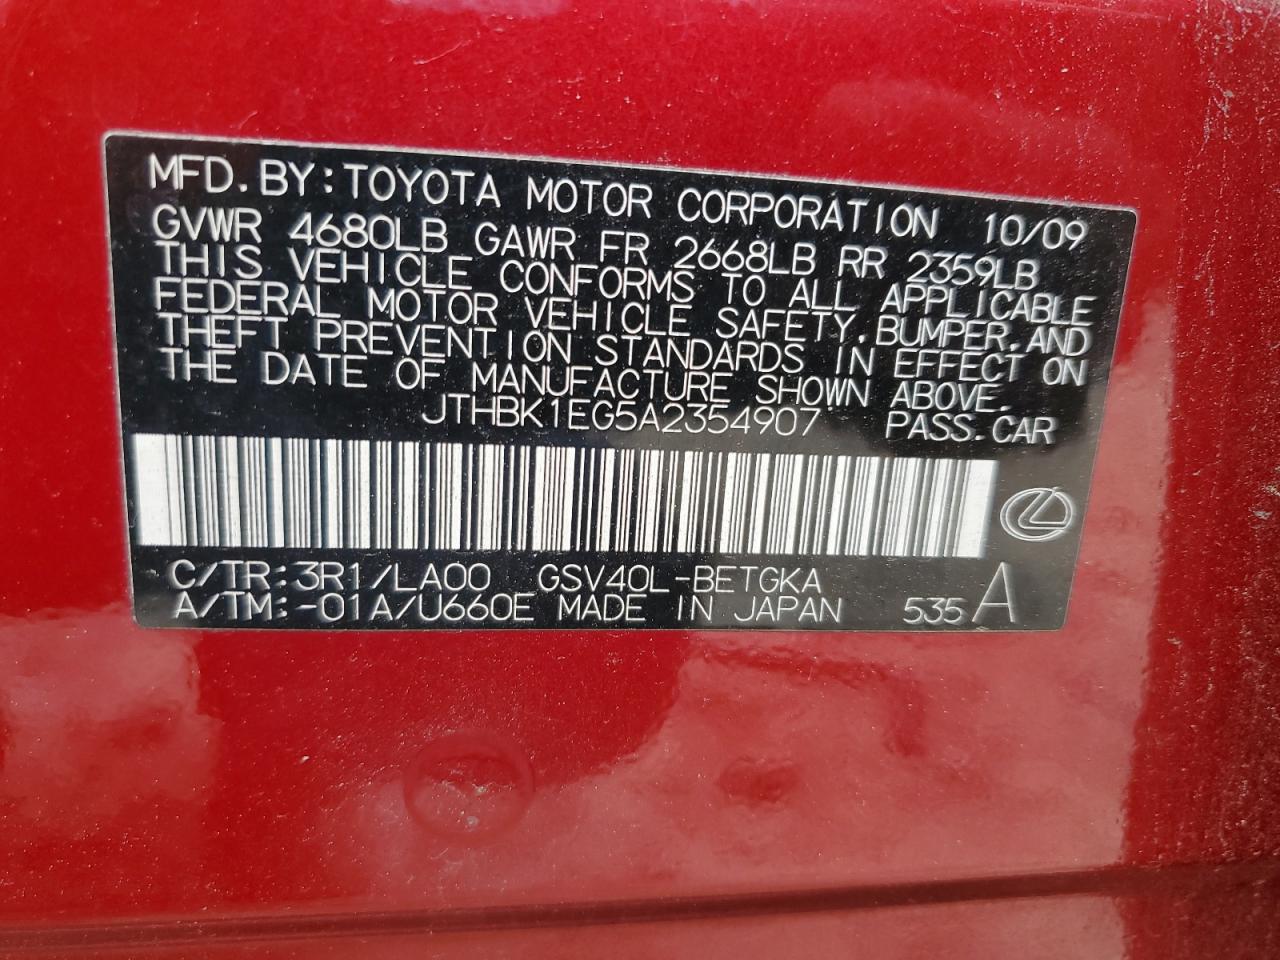 MFD.BY:TOYOTA MOTOR CORPORATION 10/09
GVWR 4680LB GAWR FR 2668LB RR 2359LB
THIS VEHICLE CONFORMS TO ALL APPLICABLE
FEDERAL MOTOR VEHICLE SAFETY,BUMPER,AND
THEFT PREVENTION STANDARDS IN EFFECT ON
THE DATE OF MANUFACTURE SHOWN ABOVE.
JTHBK1EG5A2354907 PASS.CAR
C/TR:3R1/LA00 GSV40L-BETGKA
A/TM:-01A/U660E MADE IN JAPAN 535 A